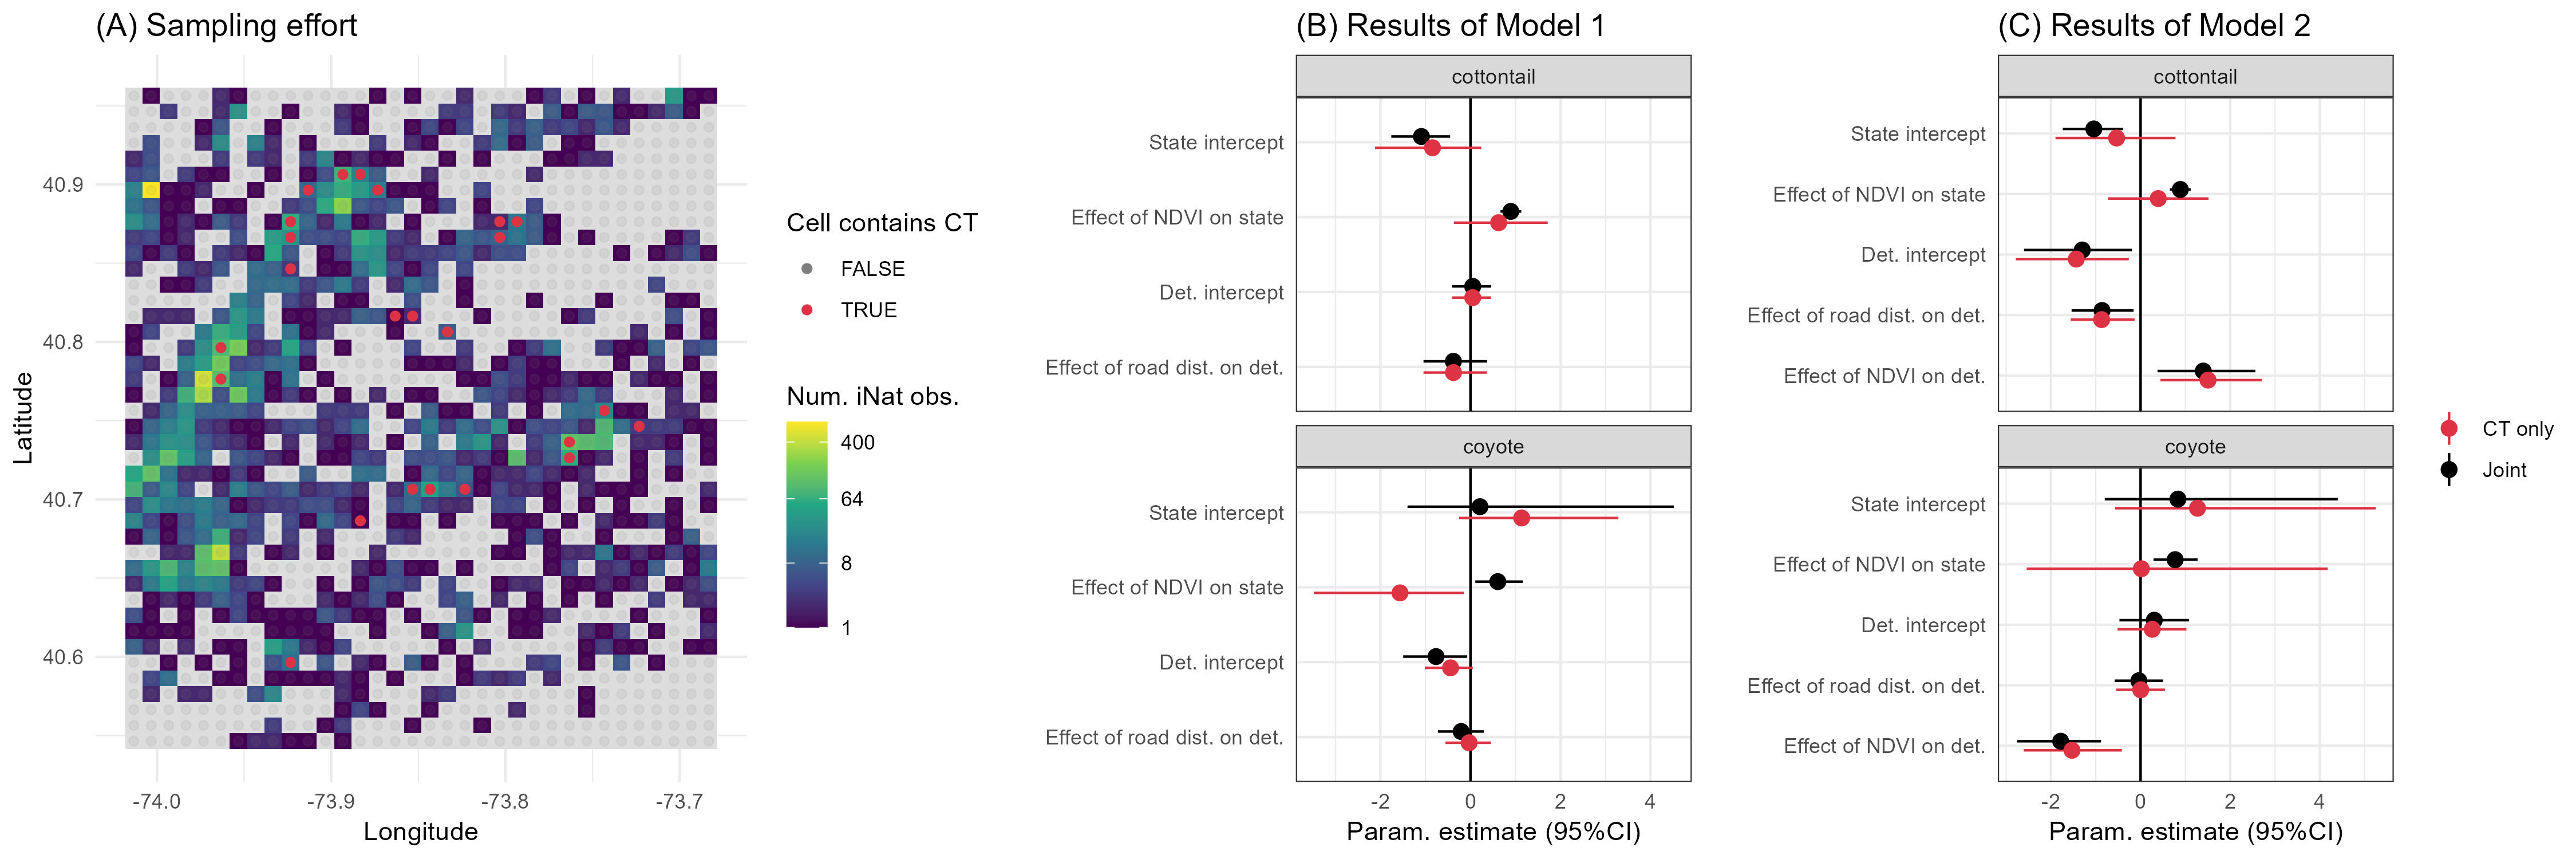 (A) Sampling effort
40.9
40.8
40.7
40.6
Latitude
-74.0 -73.9 -73.8 -73.7
Longitude
Cell contains CT
FALSE
TRUE
Num. iNat obs.
400
64
8
1
(B) Results of Model 1
cottontail
State intercept
Effect of NDVI on state
Det. intercept
Effect of road dist. on det.
coyote
State intercept
Effect of NDVI on state
Det. intercept
Effect of road dist. on det.
-2 0 2 4
Param. estimate (95%CI)
(C) Results of Model 2
cottontail
State intercept
Effect of NDVI on state
Det. intercept
Effect of road dist. on det.
Effect of NDVI on det.
coyote
State intercept
Effect of NDVI on state
Det. intercept
Effect of road dist. on det.
Effect of NDVI on det.
-2 0 2 4
Param. estimate (95%CI)
CT only
Joint